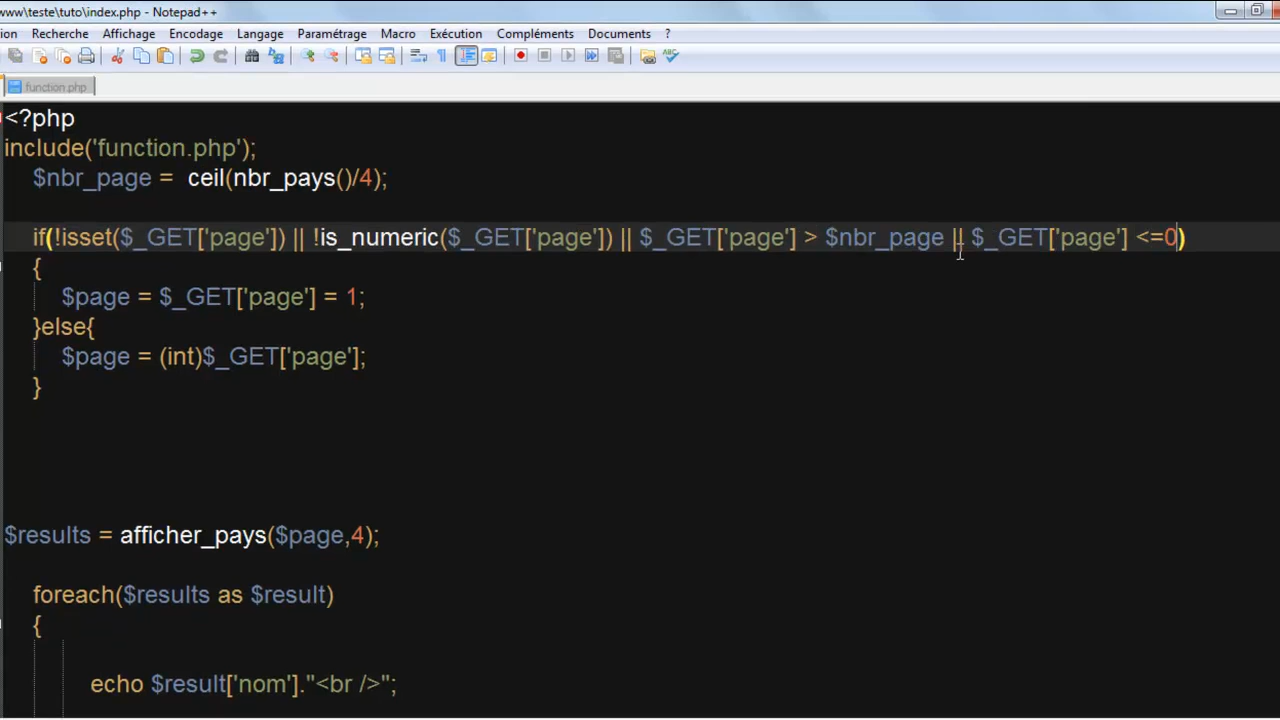 www\teste\tuto\index.php - Notepad++
ion Recherche Affichage Encodage Langage Paramétrage Macro Exécution Compléments Documents ?
function.php
<?php
include('function.php');
$nbr_page = ceil(nbr_pays()/4);
if(!isset($_GET['page']) || !is_numeric($_GET['page']) || $_GET['page'] > $nbr_page || $_GET['page'] <=0)
{
$page = $_GET['page'] = 1;
}else{
$page = (int)$_GET['page'];
}
$results = afficher_pays($page,4);
foreach($results as $result)
{
echo $result['nom']."<br />";